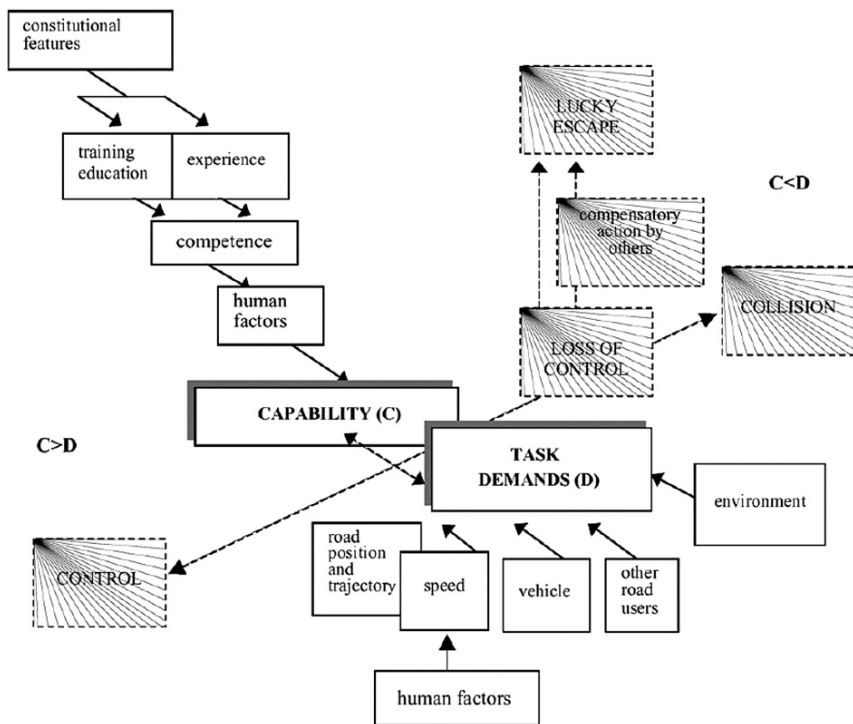 constitutional
features
training
education
experience
competence
human
factors
LUCKY
ESCAPE
C<D
compensatory
action by
others
COLLISION
LOSS OF
CONTROL
CAPABILITY (C)
C>D
TASK
DEMANDS (D)
environment
CONTROL
road
position
and
trajectory
speed
vehicle
other
road
users
human factors